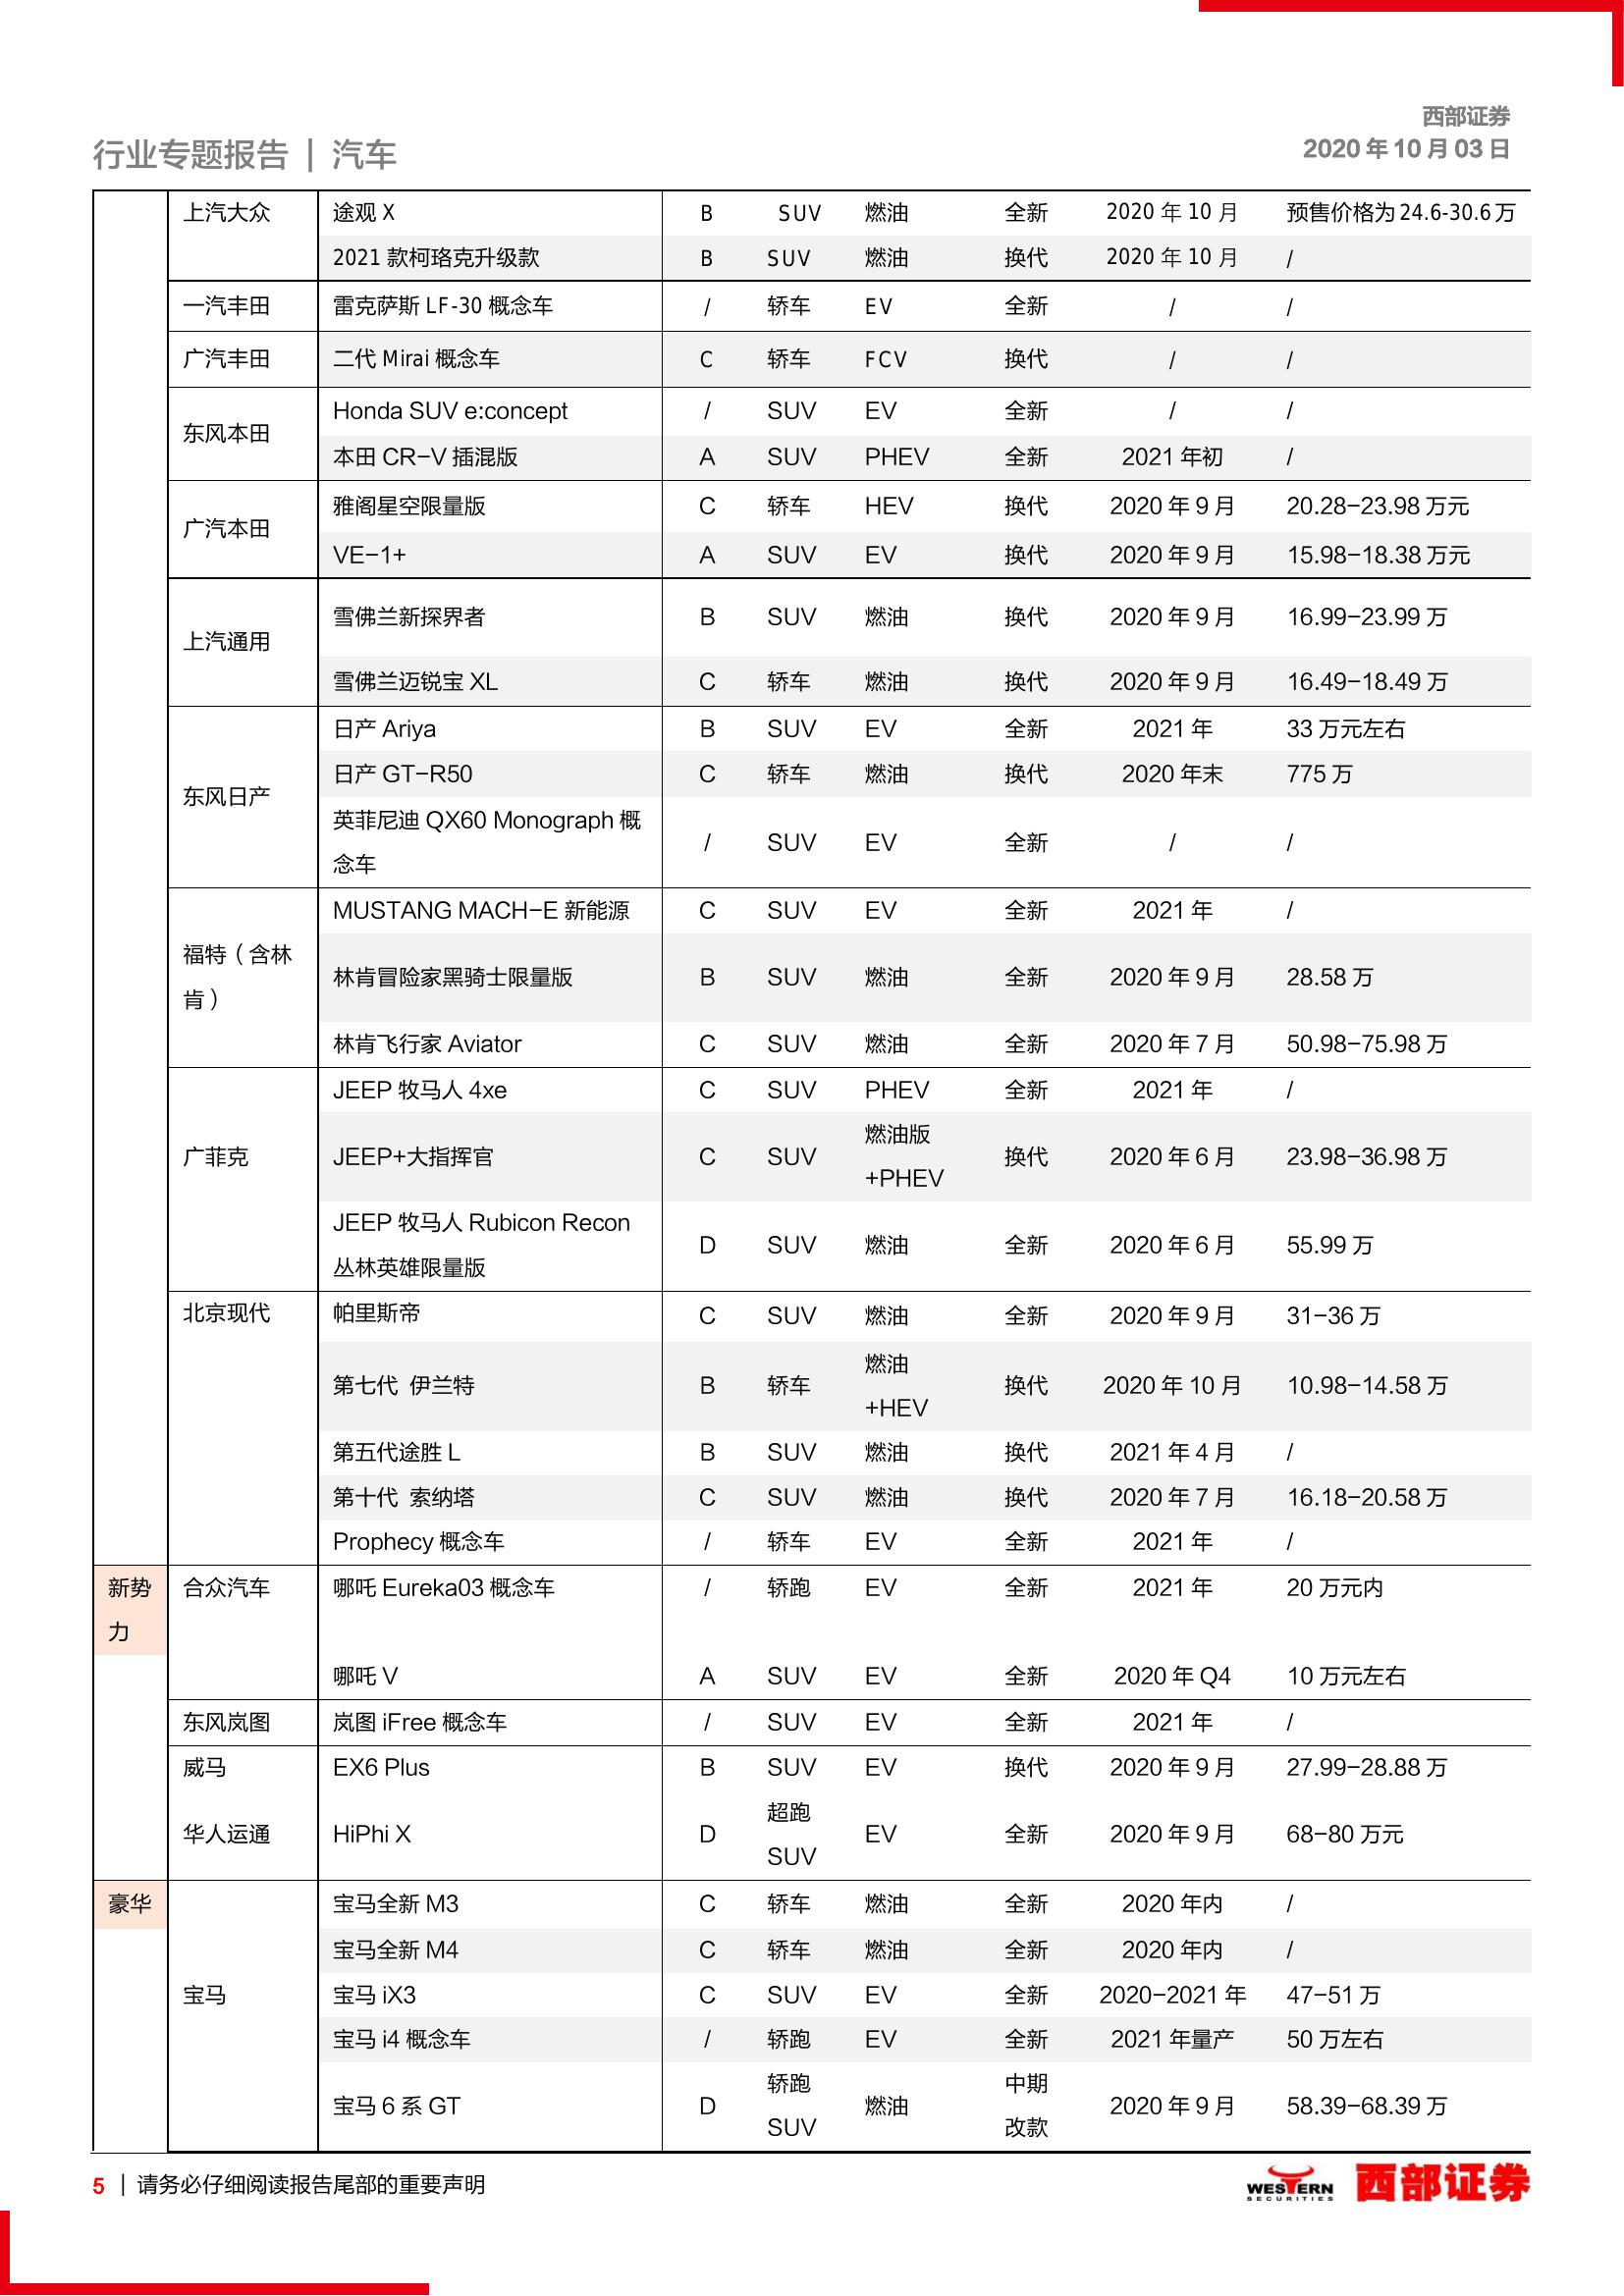 西部证券
行业专题报告 | 汽车
2020 年 10 月 03 日
上汽大众 途观 X B SUV 燃油 全新 2020 年 10 月 预售价格为 24.6-30.6 万
2021 款柯珞克升级款 B SUV 燃油 换代 2020 年 10 月 /
一汽丰田 雷克萨斯 LF-30 概念车 / 轿车 EV 全新 / /
广汽丰田 二代 Mirai 概念车 C 轿车 FCV 换代 / /
东风本田
Honda SUV e:concept / SUV EV 全新 / /
本田 CR-V 插混版 A SUV PHEV 全新 2021 年初 /
广汽本田
雅阁星空限量版 C 轿车 HEV 换代 2020 年 9 月 20.28-23.98 万元
VE-1+ A SUV EV 换代 2020 年 9 月 15.98-18.38 万元
上汽通用
雪佛兰新探界者 B SUV 燃油 换代 2020 年 9 月 16.99-23.99 万
雪佛兰迈锐宝 XL C 轿车 燃油 换代 2020 年 9 月 16.49-18.49 万
东风日产
日产 Ariya B SUV EV 全新 2021 年 33 万元左右
日产 GT-R50 C 轿车 燃油 换代 2020 年末 775 万
英菲尼迪 QX60 Monograph 概
念车
/ SUV EV 全新 / /
福特（含林
肯）
MUSTANG MACH-E 新能源 C SUV EV 全新 2021 年 /
林肯冒险家黑骑士限量版 B SUV 燃油 全新 2020 年 9 月 28.58 万
林肯飞行家 Aviator C SUV 燃油 全新 2020 年 7 月 50.98-75.98 万
广菲克
JEEP 牧马人 4xe C SUV PHEV 全新 2021 年 /
JEEP+大指挥官 C SUV
燃油版
+PHEV
换代 2020 年 6 月 23.98-36.98 万
JEEP 牧马人 Rubicon Recon
丛林英雄限量版
D SUV 燃油 全新 2020 年 6 月 55.99 万
北京现代 帕里斯帝 C SUV 燃油 全新 2020 年 9 月 31-36 万
第七代 伊兰特 B 轿车
燃油
+HEV
换代 2020 年 10 月 10.98-14.58 万
第五代途胜 L B SUV 燃油 换代 2021 年 4 月 /
第十代 索纳塔 C SUV 燃油 换代 2020 年 7 月 16.18-20.58 万
Prophecy 概念车 / 轿车 EV 全新 2021 年 /
新势
力
合众汽车 哪吒 Eureka03 概念车 / 轿跑 EV 全新 2021 年 20 万元内
哪吒 V A SUV EV 全新 2020 年 Q4 10 万元左右
东风岚图 岚图 iFree 概念车 / SUV EV 全新 2021 年 /
威马 EX6 Plus B SUV EV 换代 2020 年 9 月 27.99-28.88 万
华人运通 HiPhi X D
超跑
SUV
EV 全新 2020 年 9 月 68-80 万元
豪华
宝马
宝马全新 M3 C 轿车 燃油 全新 2020 年内 /
宝马全新 M4 C 轿车 燃油 全新 2020 年内 /
宝马 iX3 C SUV EV 全新 2020-2021 年 47-51 万
宝马 i4 概念车 / 轿跑 EV 全新 2021 年量产 50 万左右
宝马 6 系 GT D
轿跑
SUV
燃油
中期
改款
2020 年 9 月 58.39-68.39 万
5 | 请务必仔细阅读报告尾部的重要声明
WESTERN
SECURITIES
西部证券